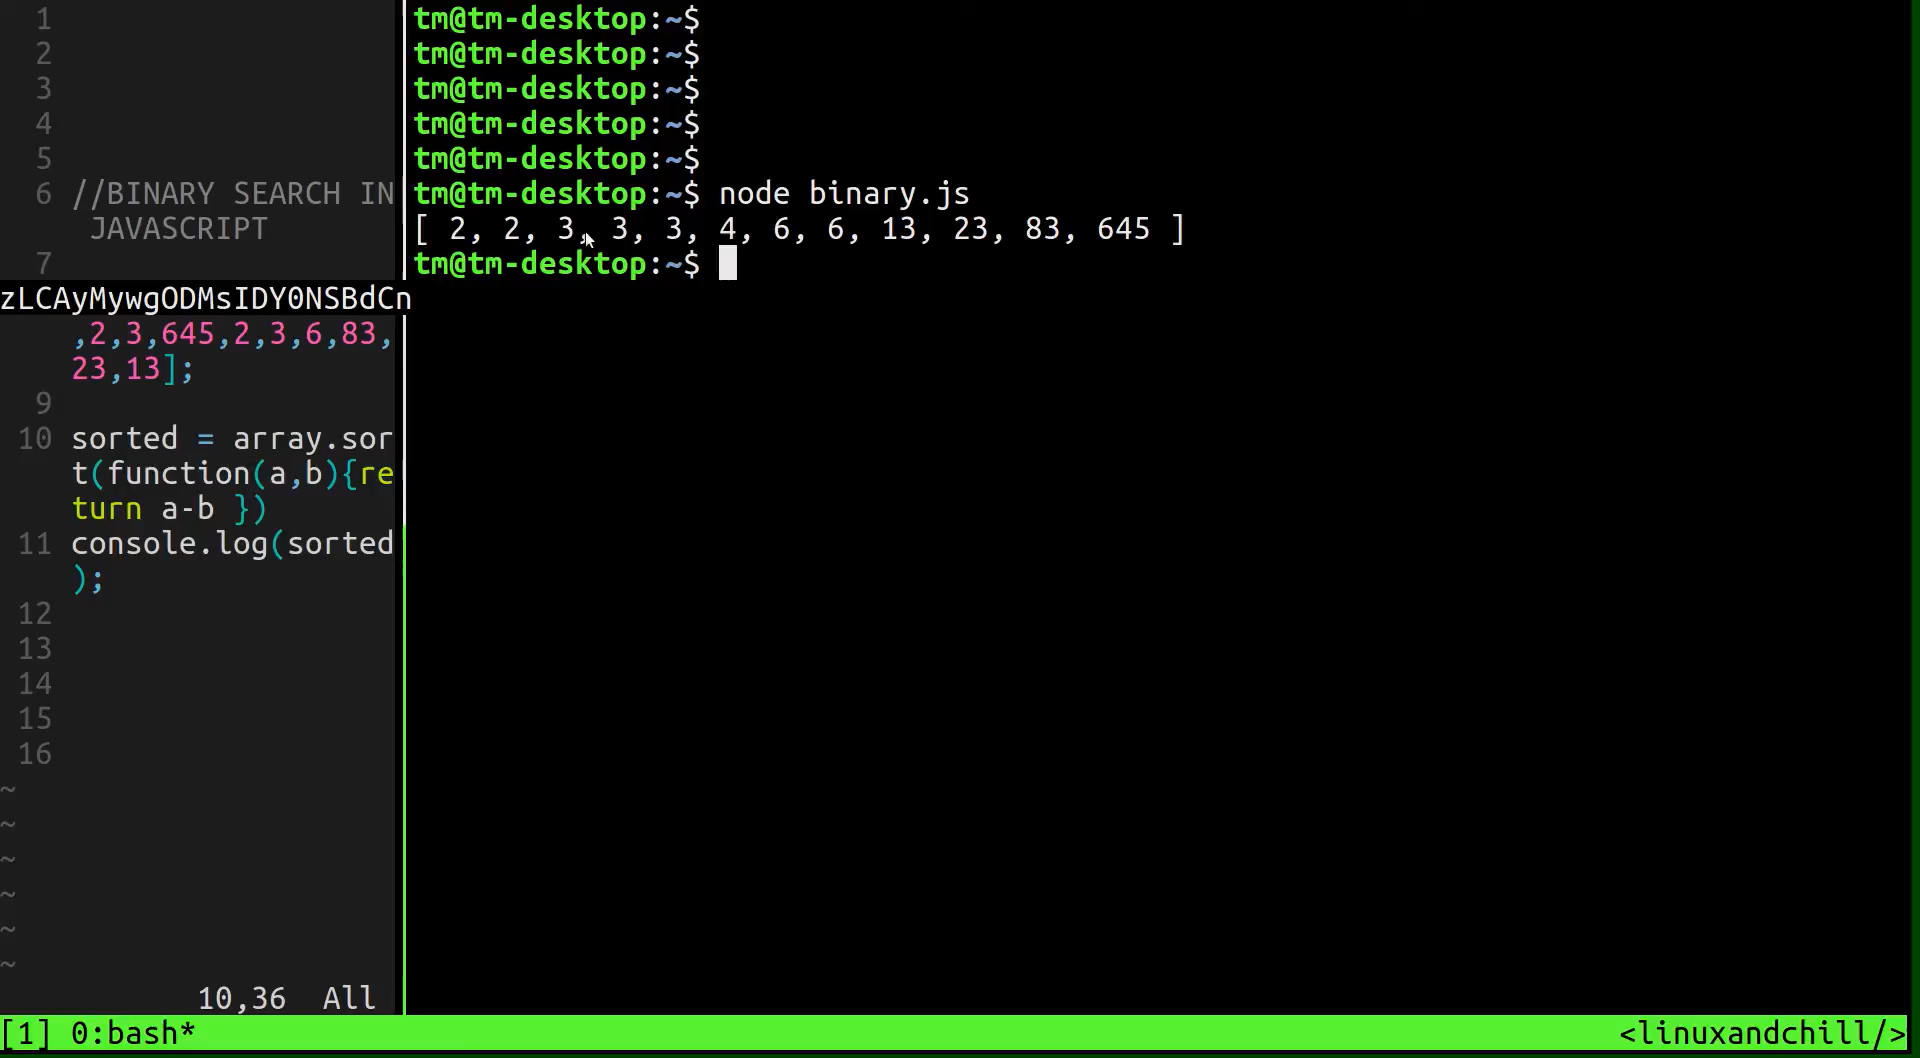 1
2
3
4
5
6 //BINARY SEARCH IN
JAVASCRIPT
7
zLCAyMywgODMsIDY0NSBdCn
,2,3,645,2,3,6,83,
23,13];
9
10 sorted = array.sor
t(function(a,b){re
turn a-b })
11 console.log(sorted
);
12
13
14
15
16
~
~
~
~
~
~
10,36 All
tm@tm-desktop:~$
tm@tm-desktop:~$
tm@tm-desktop:~$
tm@tm-desktop:~$
tm@tm-desktop:~$
tm@tm-desktop:~$ node binary.js
[ 2, 2, 3, 3, 3, 4, 6, 6, 13, 23, 83, 645 ]
tm@tm-desktop:~$
[1] 0:bash* <linuxandchill/>